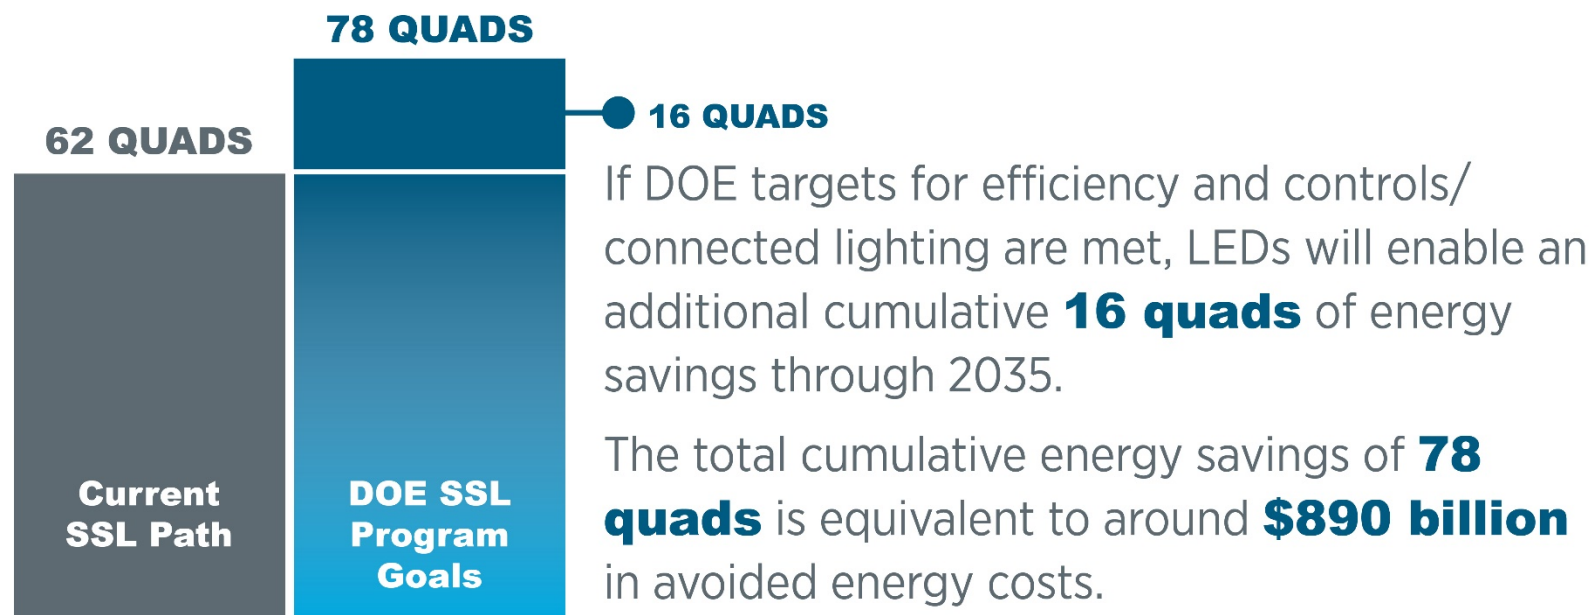 78 QUADS
62 QUADS
16 QUADS
If DOE targets for efficiency and controls/
connected lighting are met, LEDs will enable an
additional cumulative 16 quads of energy
savings through 2035.
The total cumulative energy savings of 78
quads is equivalent to around $890 billion
in avoided energy costs.
Current
SSL Path
DOE SSL
Program
Goals